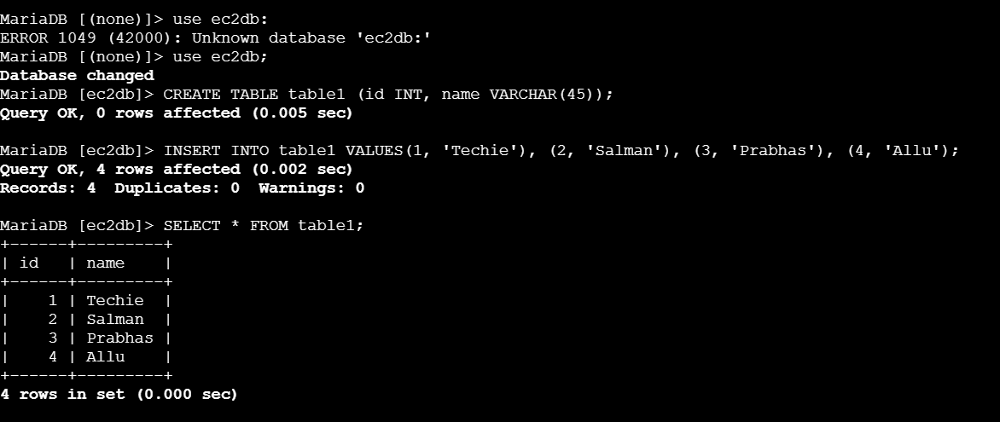 MariaDB [(none)]> use ec2db:
ERROR 1049 (42000): Unknown database 'ec2db:'
MariaDB [(none)]> use ec2db;
Database changed
MariaDB [ec2db]> CREATE TABLE table1 (id INT, name VARCHAR(45));
Query OK, 0 rows affected (0.005 sec)

MariaDB [ec2db]> INSERT INTO table1 VALUES(1, 'Techie'), (2, 'Salman'), (3, 'Prabhas'), (4, 'Allu');
Query OK, 4 rows affected (0.002 sec)
Records: 4  Duplicates: 0  Warnings: 0

MariaDB [ec2db]> SELECT * FROM table1;
+------+---------+
| id   | name    |
+------+---------+
|    1 | Techie  |
|    2 | Salman  |
|    3 | Prabhas |
|    4 | Allu    |
+------+---------+
4 rows in set (0.000 sec)